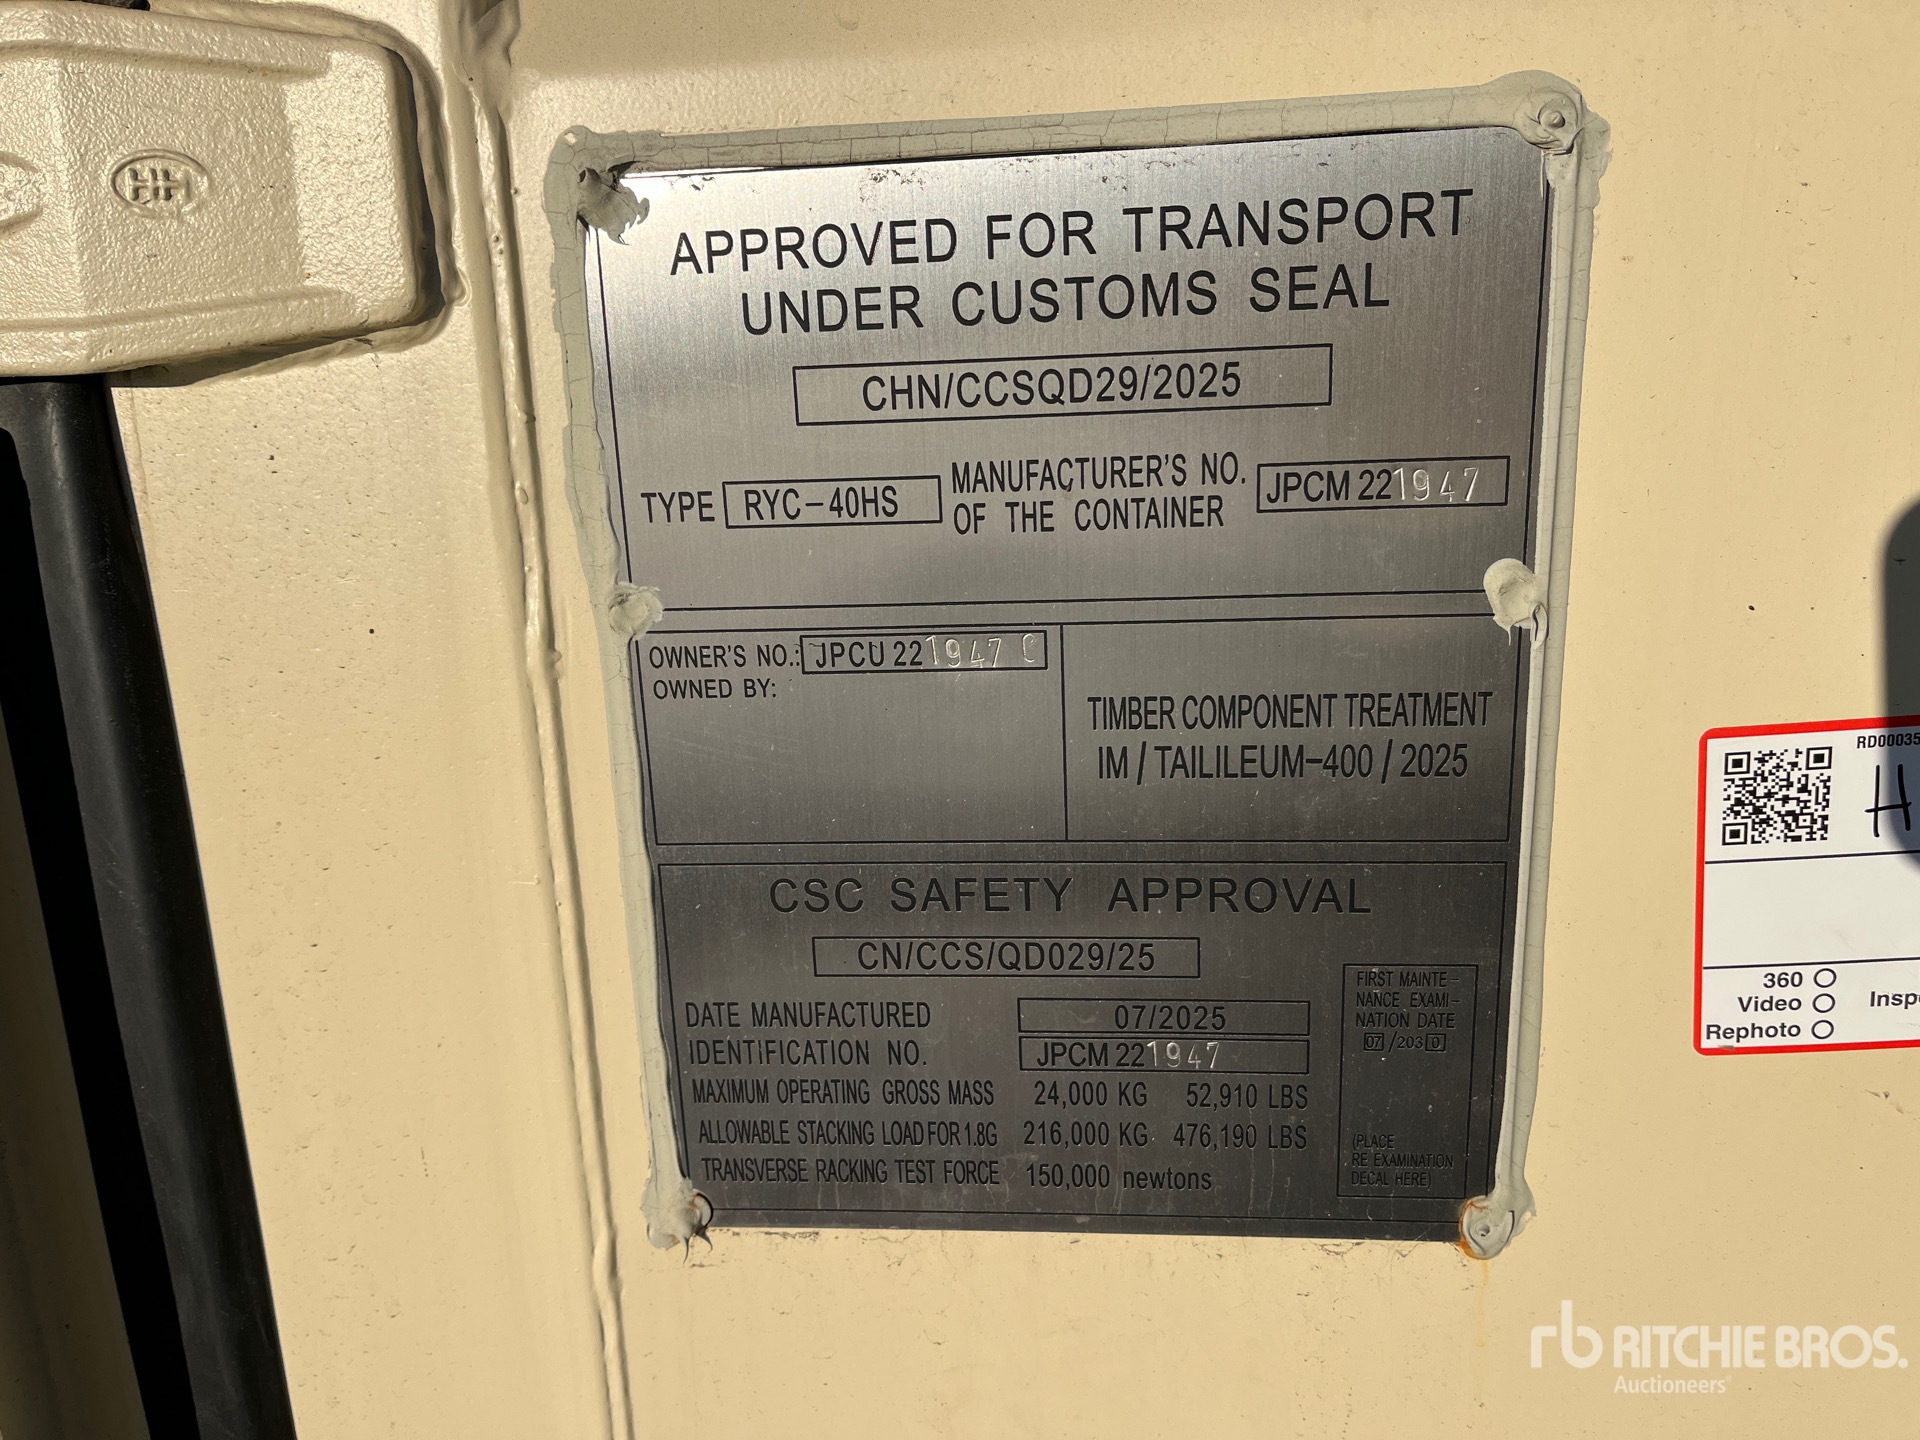 APPROVED FOR TRANSPORT
UNDER CUSTOMS SEAL
CHN/CCSQD29/2025
TYPE RYC-40HS MANUFACTURER'S NO. OF THE CONTAINER JPCM 221947
OWNER'S NO.: JPCU 221947 0
OWNED BY:
TIMBER COMPONENT TREATMENT
IM / TAILILEUM-400 / 2025
CSC SAFETY APPROVAL
CN/CCS/QD029/25
DATE MANUFACTURED 07/2025
IDENTIFICATION NO. JPCM 221947
MAXIMUM OPERATING GROSS MASS 24,000 KG 52,910 LBS
ALLOWABLE STACKING LOAD FOR 1.8G 216,000 KG 476,190 LBS
TRANSVERSE RACKING TEST FORCE 150,000 newtons
FIRST MAINTE-
NANCE EXAMI-
NATION DATE
07/2030
(PLACE
RE EXAMINATION
DECAL HERE)
RD00035
H
360
Video
Rephoto
Insp
rb RITCHIE BROS.
Auctioneers